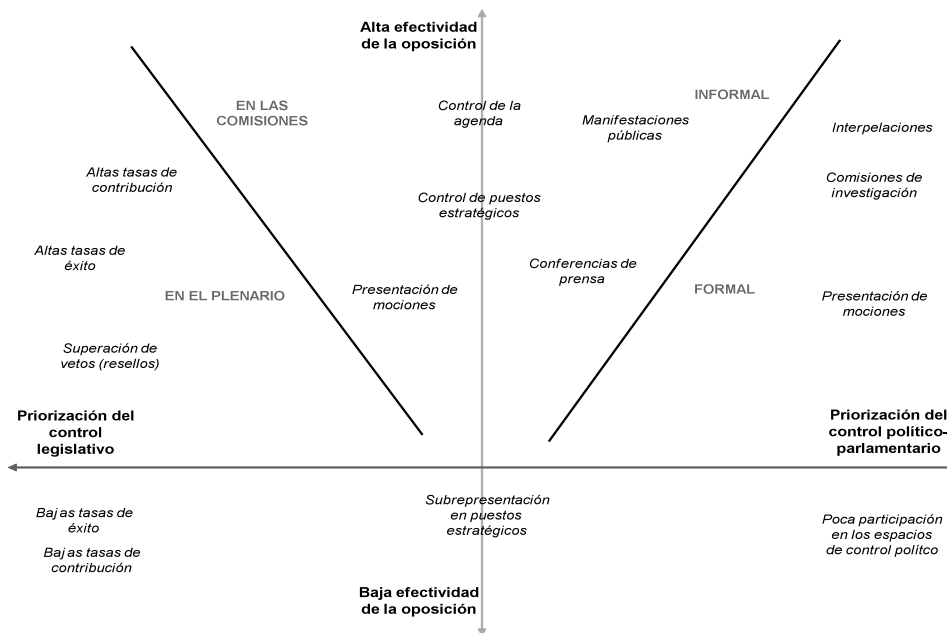 Alta efectividad
de la oposición
EN LAS
COMISIONES
Control de la
agenda
INFORMAL
Manifestaciones
públicas
Interpelaciones
Altas tasas de
contribución
Comisiones de
investigación
Control de puestos
estratégicos
Altas tasas de
éxito
Conferencias de
prensa
EN EL PLENARIO
Presentación de
mociones
FORMAL
Presentación de
mociones
Superación de
vetos (resellos)
Priorización del
control
legislativo
Priorización del
control político-
parlamentario
Bajas tasas de
éxito
Bajas tasas de
contribución
Subrepresentación
en puestos
estratégicos
Poca participación
en los espacios
de control polítco
Baja efectividad
de la oposición